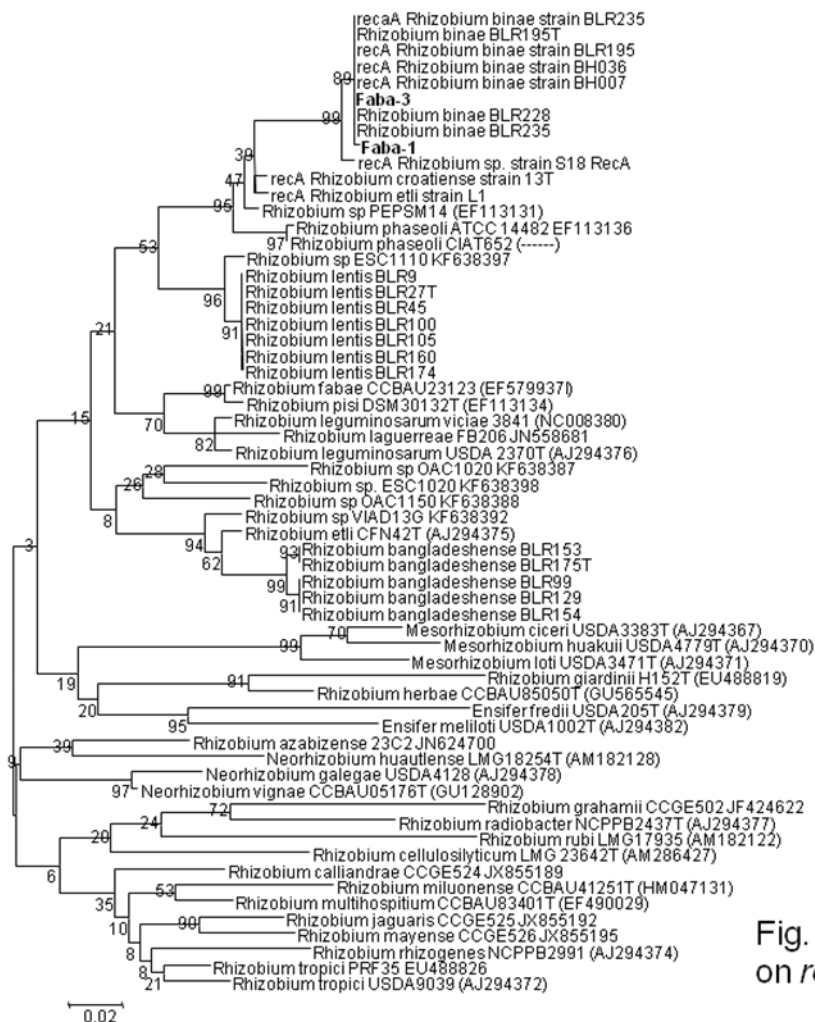 recaA Rhizobium binae strain BLR235
Rhizobium binae BLR195T
recA Rhizobium binae strain BLR195
recA Rhizobium binae strain BH036
recA Rhizobium binae strain BH007
89
Faba-3
99
Rhizobium binae BLR228
Rhizobium binae BLR235
Faba-1
39
recA Rhizobium sp. strain S18 RecA
47
recA Rhizobium croatiense strain 13T
recA Rhizobium etli strain L1
95
Rhizobium sp PEPSM14 (EF113131)
Rhizobium phaseoli ATCC 14482 EF113136
53
97 Rhizobium phaseoli CIAT652 (------)
Rhizobium sp ESC1110 KF638397
Rhizobium lentis BLR9
96
Rhizobium lentis BLR27T
Rhizobium lentis BLR45
21
91
Rhizobium lentis BLR100
Rhizobium lentis BLR105
Rhizobium lentis BLR160
Rhizobium lentis BLR174
99 Rhizobium fabae CCBAU23123 (EF579937I)
Rhizobium pisi DSM30132T (EF113134)
15
70
Rhizobium leguminosarum viciae 3841 (NC008380)
Rhizobium laguerreae FB206 JN558681
82
Rhizobium leguminosarum USDA 2370T (AJ294376)
28
Rhizobium sp OAC1020 KF638387
26
Rhizobium sp. ESC1020 KF638398
Rhizobium sp OAC1150 KF638388
8
Rhizobium sp VIAD13G KF638392
94
Rhizobium etli CFN42T (AJ294375)
3
62
93 Rhizobium bangladeshense BLR153
Rhizobium bangladeshense BLR175T
99
Rhizobium bangladeshense BLR99
91
Rhizobium bangladeshense BLR129
Rhizobium bangladeshense BLR154
70
Mesorhizobium ciceri USDA3383T (AJ294367)
99
Mesorhizobium huakuii USDA4779T (AJ294370)
Mesorhizobium loti USDA3471T (AJ294371)
19
91
Rhizobium giardinii H152T (EU488819)
Rhizobium herbae CCBAU85050T (GU565545)
20
Ensifer fredii USDA205T (AJ294379)
95
Ensifer meliloti USDA1002T (AJ294382)
39
Rhizobium azabizense 23C2 JN624700
9
Neorhizobium huautlense LMG18254T (AM182128)
Neorhizobium galegae USDA4128 (AJ294378)
97
Neorhizobium vignae CCBAU05176T (GU128902)
72
Rhizobium grahamii CCGE502 JF424622
24
Rhizobium radiobacter NCPPB2437T (AJ294377)
20
Rhizobium rubi LMG17935 (AM182122)
Rhizobium cellulosilyticum LMG 23642T (AM286427)
6
Rhizobium calliandrae CCGE524 JX855189
53
Rhizobium miluonense CCBAU41251T (HM047131)
35
Rhizobium multihospitium CCBAU83401T (EF490029)
10
90
Rhizobium jaguaris CCGE525 JX855192
Rhizobium mayense CCGE526 JX855195
8
Rhizobium rhizogenes NCPPB2991 (AJ294374)
8
Rhizobium tropici PRF35 EU488826
21
Rhizobium tropici USDA9039 (AJ294372)
0.02
Fig.
on